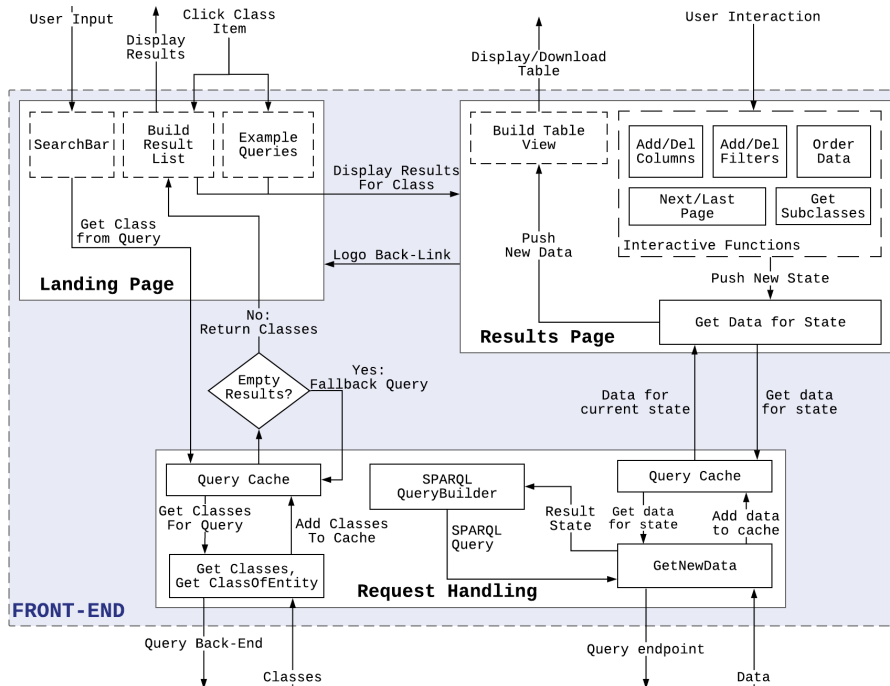 User Input
Display
Results
Click Class
Item
Display/Download
Table
User Interaction
SearchBar
Build
Result
List
Example
Queries
Build Table
View
Add/Del
Columns
Add/Del
Filters
Order
Data
Next/Last
Page
Get
Subclasses
Interactive Functions
Display Results
For Class
Get Class
from Query
Push
New Data
Logo Back-Link
Push New State
Landing Page
Get Data for State
Results Page
No:
Return Classes
Empty
Results?
Yes:
Fallback Query
Data for
current state
Get data
for state
Query Cache
SPARQL
QueryBuilder
Query Cache
Get Classes
For Query
Add Classes
To Cache
SPARQL
Query
Result
State
Get data
for state
Add data
to cache
Get Classes,
Get ClassOfEntity
GetNewData
Request Handling
FRONT-END
Query Back-End
Classes
Query endpoint
Data